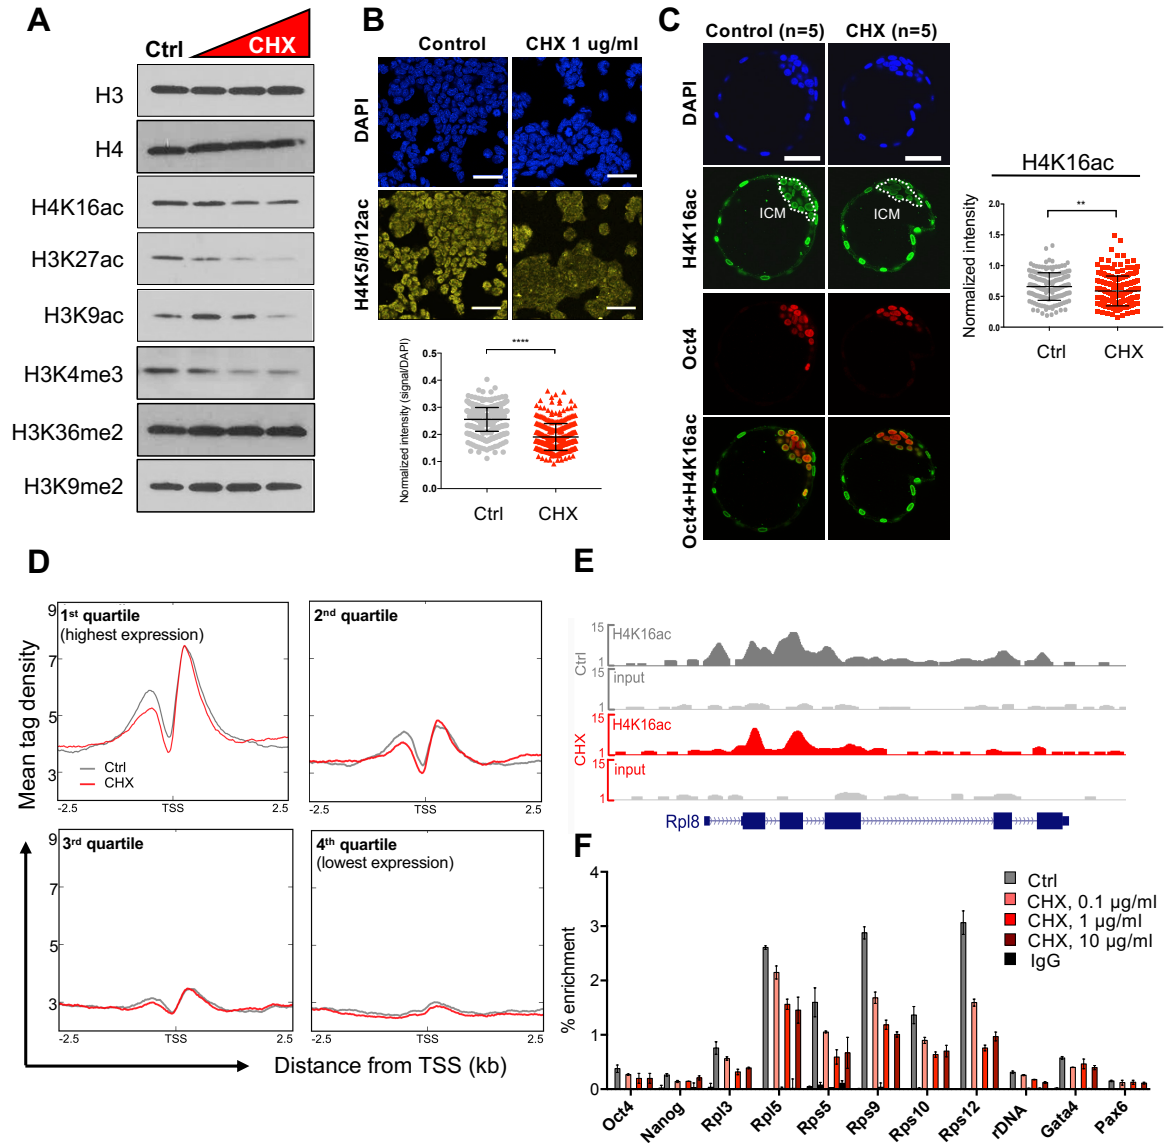 A
Ctrl
CHX
H3
H4
H4K16ac
H3K27ac
H3K9ac
H3K4me3
H3K36me2
H3K9me2
B
Control
CHX 1 ug/ml
DAPI
H4K5/8/12ac
Normalized intensity (signal/DAPI)
0.5
0.4
0.3
0.2
0.1
0.0
****
Ctrl
CHX
C
Control (n=5)
CHX (n=5)
DAPI
H4K16ac
ICM
ICM
Oct4
Oct4+H4K16ac
H4K16ac
Normalized intensity
2.0
1.5
1.0
0.5
0.0
**
Ctrl
CHX
D
Mean tag density
9
7
5
3
1st quartile
(highest expression)
Ctrl
CHX
-2.5
TSS
2.5
2nd quartile
-2.5
TSS
2.5
9
7
5
3
3rd quartile
-2.5
TSS
2.5
4th quartile
(lowest expression)
-2.5
TSS
2.5
Distance from TSS (kb)
E
Ctrl
15
H4K16ac
1
15
input
1
CHX
15
H4K16ac
1
15
input
1
Rpl8
F
% enrichment
4
3
2
1
0
Ctrl
CHX, 0.1 µg/ml
CHX, 1 µg/ml
CHX, 10 µg/ml
IgG
Oct4
Nanog
Rpl3
Rpl5
Rps5
Rps9
Rps10
Rps12
rDNA
Gata4
Pax6